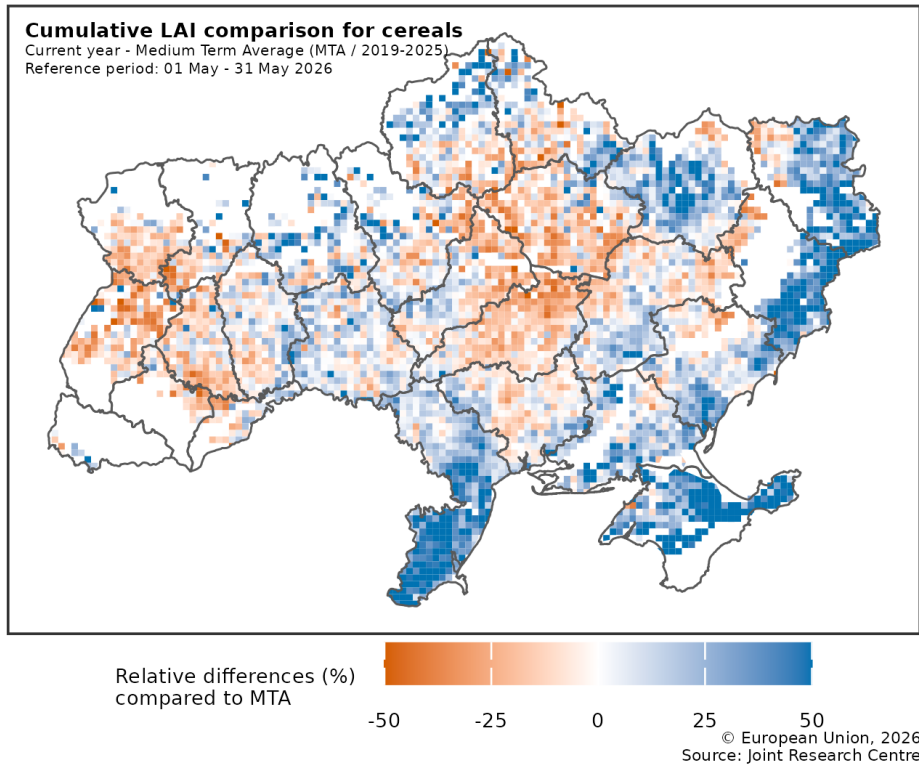 Cumulative LAI comparison for cereals
Current year - Medium Term Average (MTA / 2019-2025)
Reference period: 01 May - 31 May 2026
Relative differences (%)
compared to MTA
-50 -25 0 25 50
© European Union, 2026
Source: Joint Research Centre